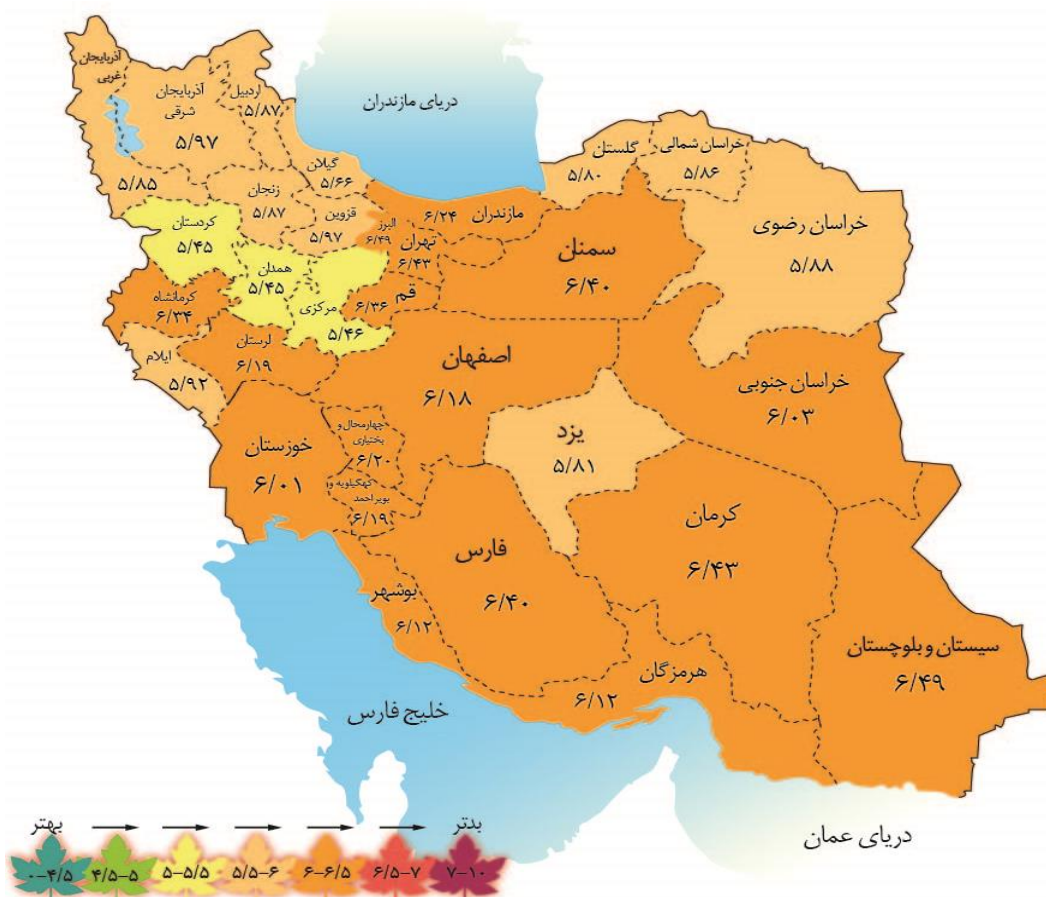 آذربایجان
غربی
۵/۸۵
آذربایجان
شرقی
۵/۹۷
اردبیل
۵/۸۷
گیلان
۵/۶۶
زنجان
۵/۸۷
قزوین
۵/۹۷
البرز
۶/۴۹
تهران
۶/۴۳
مازندران
۶/۲۴
دریای مازندران
گلستان
۵/۸۰
خراسان شمالی
۵/۸۶
خراسان رضوی
۵/۸۸
سمنان
۶/۴۰
کردستان
۵/۴۵
همدان
۵/۴۵
مرکزی
۵/۴۶
قم
۶/۳۶
کرمانشاه
۶/۳۴
ایلام
۵/۹۲
لرستان
۶/۱۹
اصفهان
۶/۱۸
خراسان جنوبی
۶/۰۳
یزد
۵/۸۱
خوزستان
۶/۰۱
چهارمحال و
بختیاری
۶/۲۰
کهگیلویه و
بویراحمد
۶/۱۹
فارس
۶/۴۰
کرمان
۶/۴۳
بوشهر
۶/۱۲
هرمزگان
۶/۱۲
سیستان و بلوچستان
۶/۴۹
خلیج فارس
دریای عمان
بهتر
بدتر
۰-۴/۵
۴/۵-۵
۵-۵/۵
۵/۵-۶
۶-۶/۵
۶/۵-۷
۷-۱۰